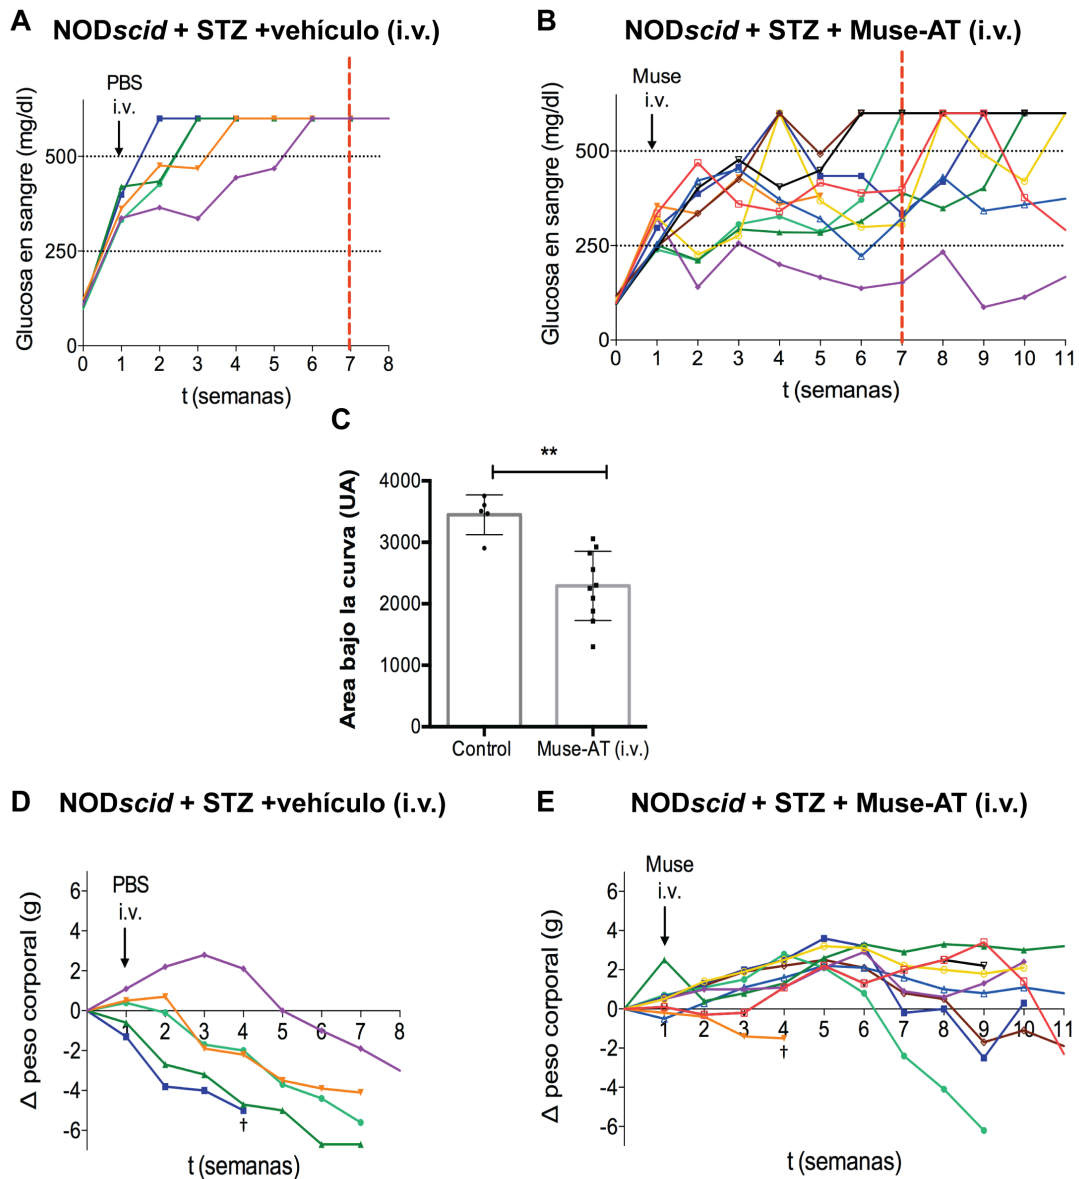 A
NODscid + STZ +vehículo (i.v.)
PBS
i.v.
Glucosa en sangre (mg/dl)
500
250
0
0 1 2 3 4 5 6 7 8
t (semanas)
B
NODscid + STZ + Muse-AT (i.v.)
Muse
i.v.
Glucosa en sangre (mg/dl)
500
250
0
0 1 2 3 4 5 6 7 8 9 10 11
t (semanas)
C
**
Area bajo la curva (UA)
4000
3000
2000
1000
0
Control Muse-AT (i.v.)
D
NODscid + STZ +vehículo (i.v.)
PBS
i.v.
Δ peso corporal (g)
6
4
2
0
-2
-4
-6
1 2 3 4 5 6 7 8
†
t (semanas)
E
NODscid + STZ + Muse-AT (i.v.)
Muse
i.v.
Δ peso corporal (g)
6
4
2
0
-2
-4
-6
1 2 3 4 5 6 7 8 9 10 11
†
t (semanas)